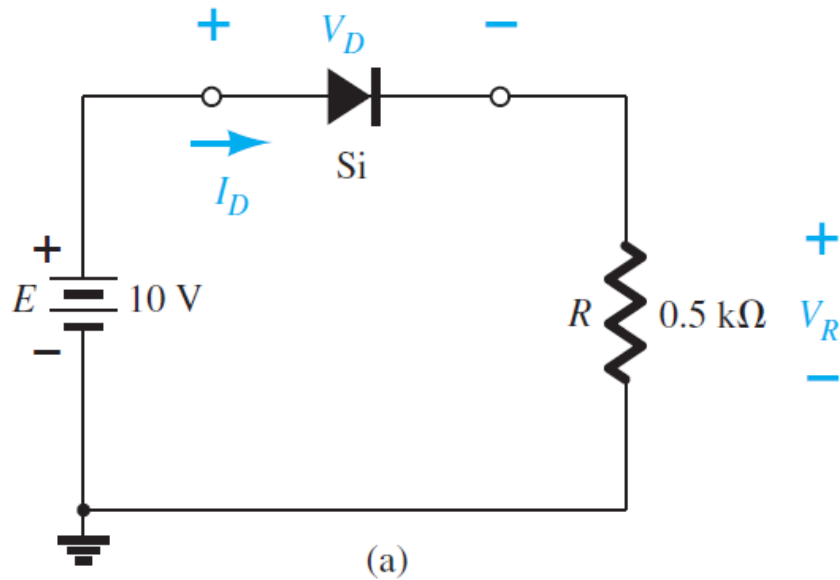 + V_D −
I_D
Si
+
E 10 V
−
R 0.5 kΩ
+
V_R
−
(a)